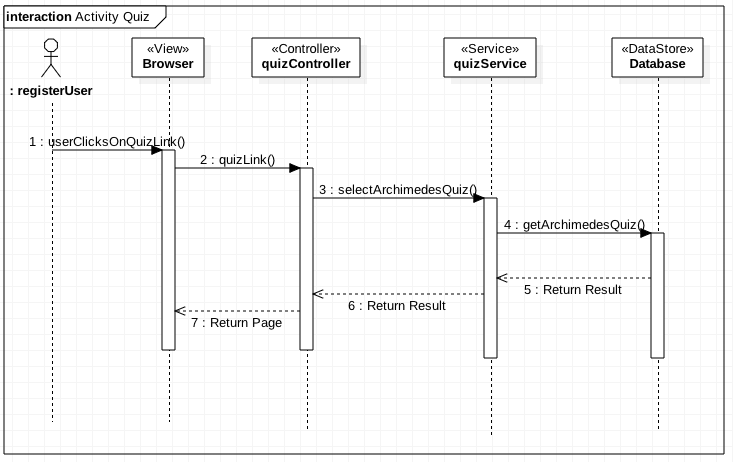 interaction Activity Quiz
«View»
Browser
«Controller»
quizController
«Service»
quizService
«DataStore»
Database
: registerUser
1 : userClicksOnQuizLink()
2 : quizLink()
3 : selectArchimedesQuiz()
4 : getArchimedesQuiz()
5 : Return Result
6 : Return Result
7 : Return Page